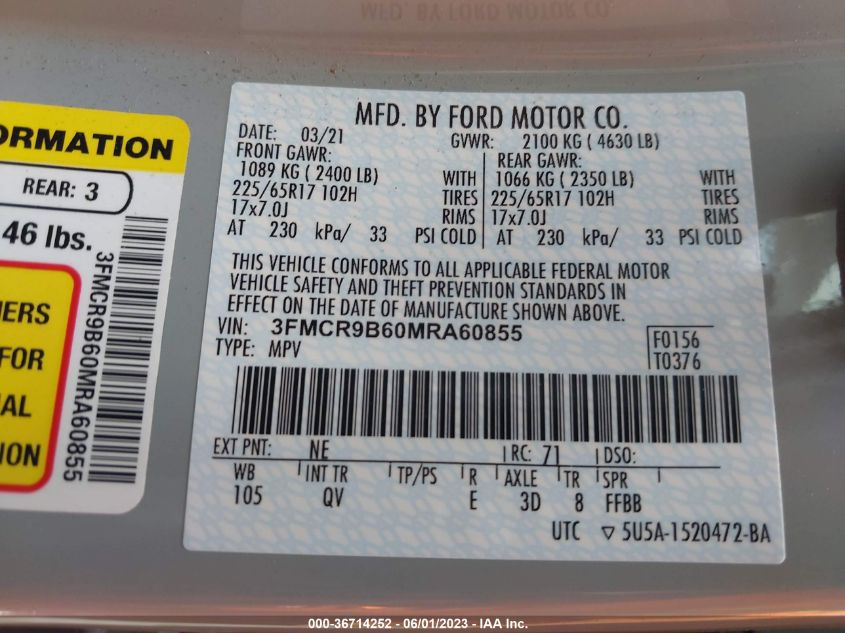 MFD. BY FORD MOTOR CO.
ORMATION
REAR: 3
46 lbs.
3FMCR9B60MRA60855
NERS
FOR
AL
ION
MFD. BY FORD MOTOR CO.
DATE: 03/21 GVWR: 2100 KG ( 4630 LB)
FRONT GAWR: REAR GAWR:
1089 KG ( 2400 LB) WITH 1066 KG ( 2350 LB) WITH
225/65R17 102H TIRES 225/65R17 102H TIRES
17x7.0J RIMS 17x7.0J RIMS
AT 230 kPa/ 33 PSI COLD AT 230 kPa/ 33 PSI COLD
THIS VEHICLE CONFORMS TO ALL APPLICABLE FEDERAL MOTOR
VEHICLE SAFETY AND THEFT PREVENTION STANDARDS IN
EFFECT ON THE DATE OF MANUFACTURE SHOWN ABOVE.
VIN: 3FMCR9B60MRA60855 F0156
TYPE: MPV T0376
EXT PNT: NE RC: 71 DSO:
WB INT TR TP/PS R AXLE TR SPR
105 QV E 3D 8 FFBB
UTC ▽ 5U5A-1520472-BA
000-36714252 - 06/01/2023 - IAA Inc.